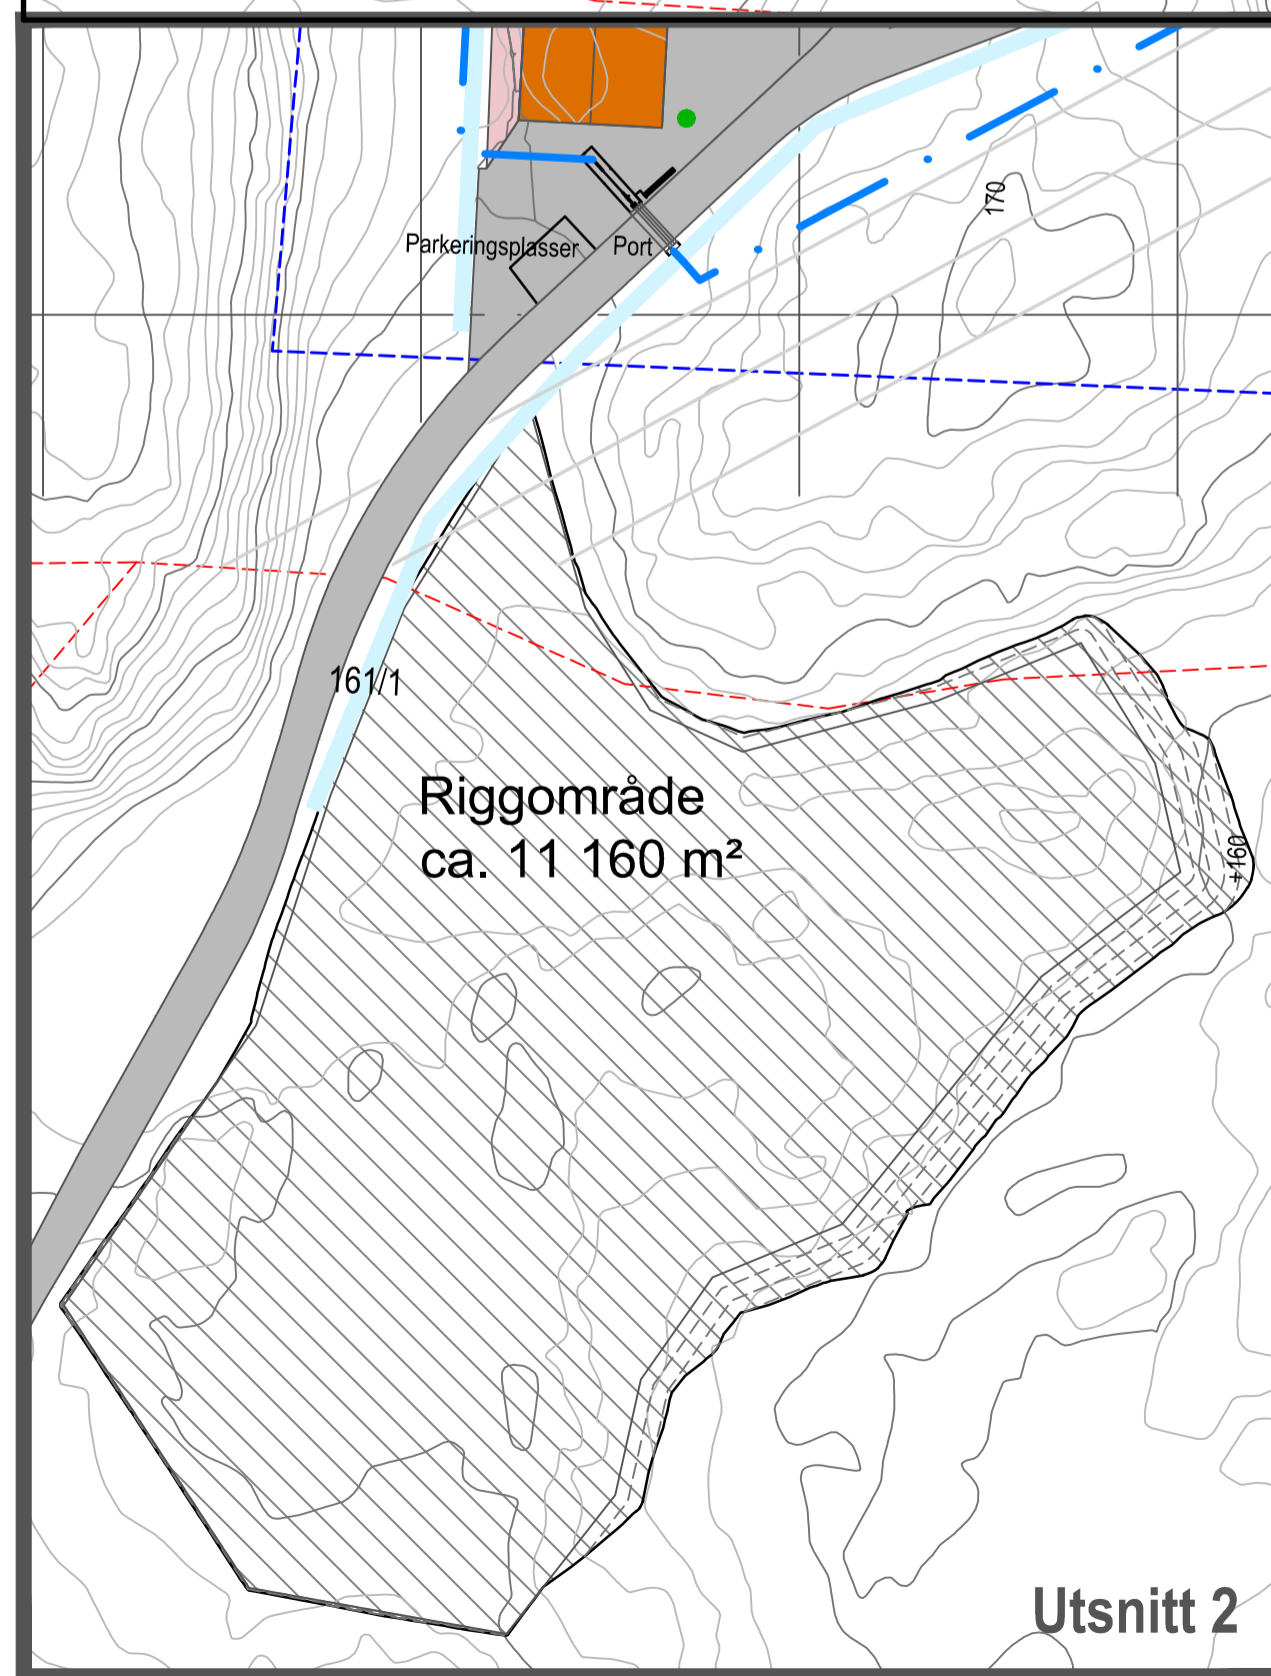 170
Parkeringsplasser
Port
161/1
Riggområde
ca. 11 160 m²
+160
Utsnitt 2